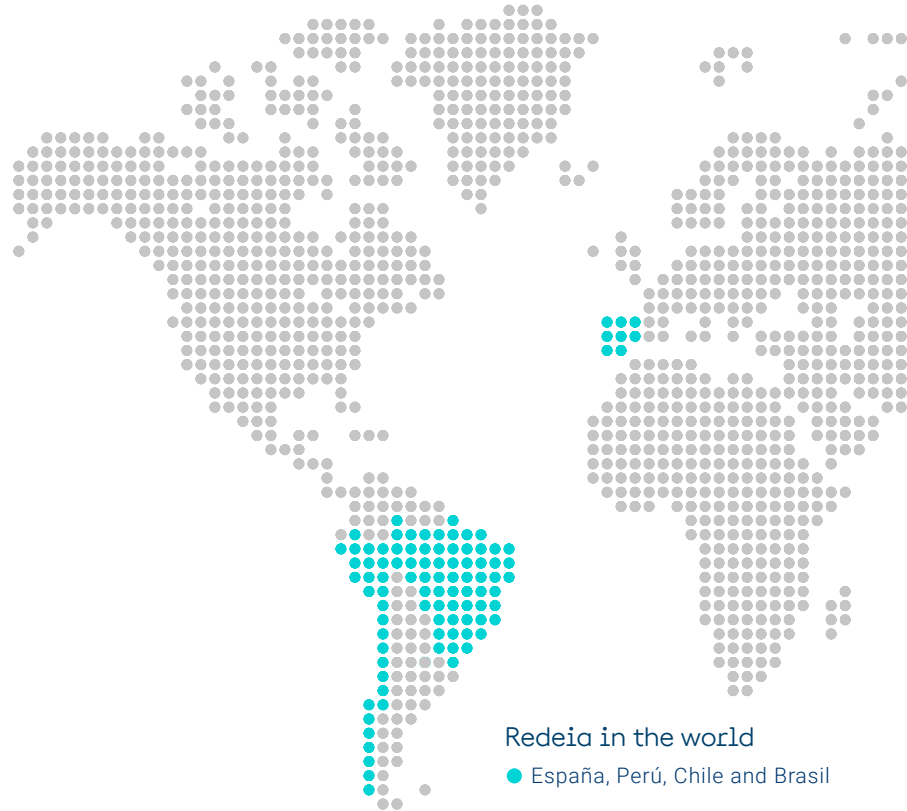 Redeia in the world
España, Perú, Chile and Brasil